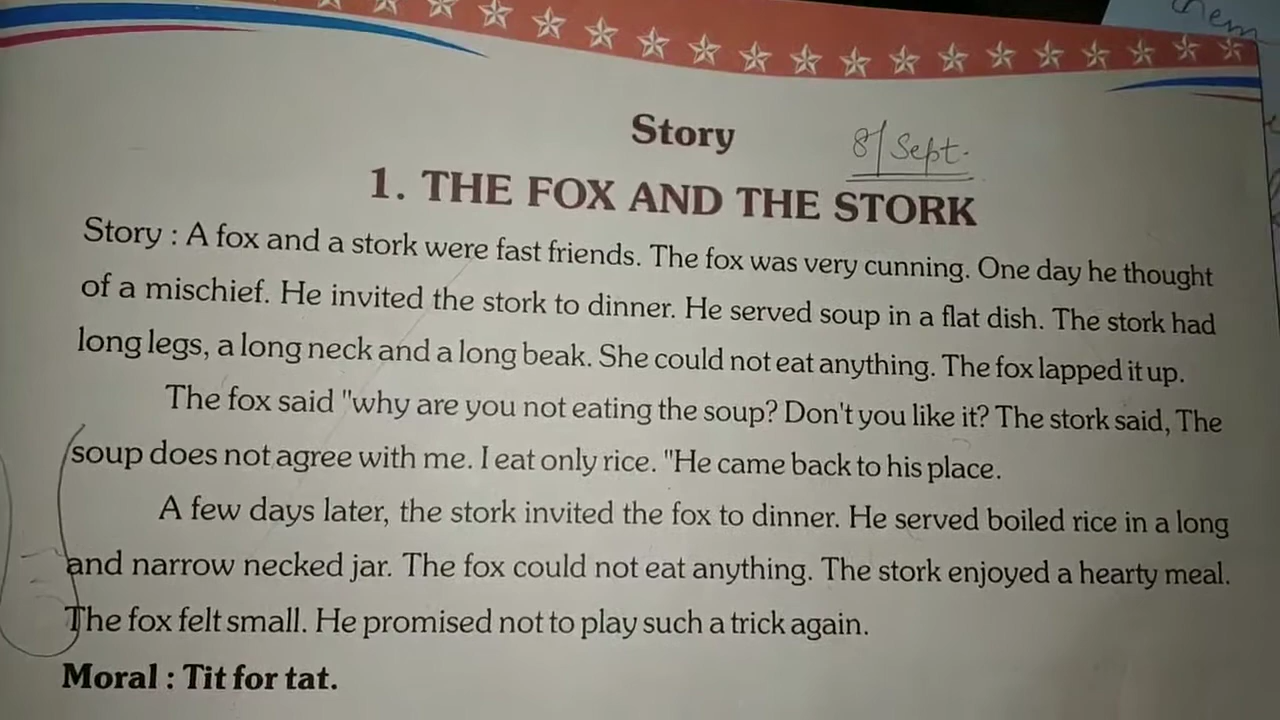 them
Story
8/Sept.
1. THE FOX AND THE STORK
Story : A fox and a stork were fast friends. The fox was very cunning. One day he thought
of a mischief. He invited the stork to dinner. He served soup in a flat dish. The stork had
long legs, a long neck and a long beak. She could not eat anything. The fox lapped it up.
The fox said "why are you not eating the soup? Don't you like it? The stork said, The
soup does not agree with me. I eat only rice. "He came back to his place.
A few days later, the stork invited the fox to dinner. He served boiled rice in a long
and narrow necked jar. The fox could not eat anything. The stork enjoyed a hearty meal.
The fox felt small. He promised not to play such a trick again.
Moral : Tit for tat.